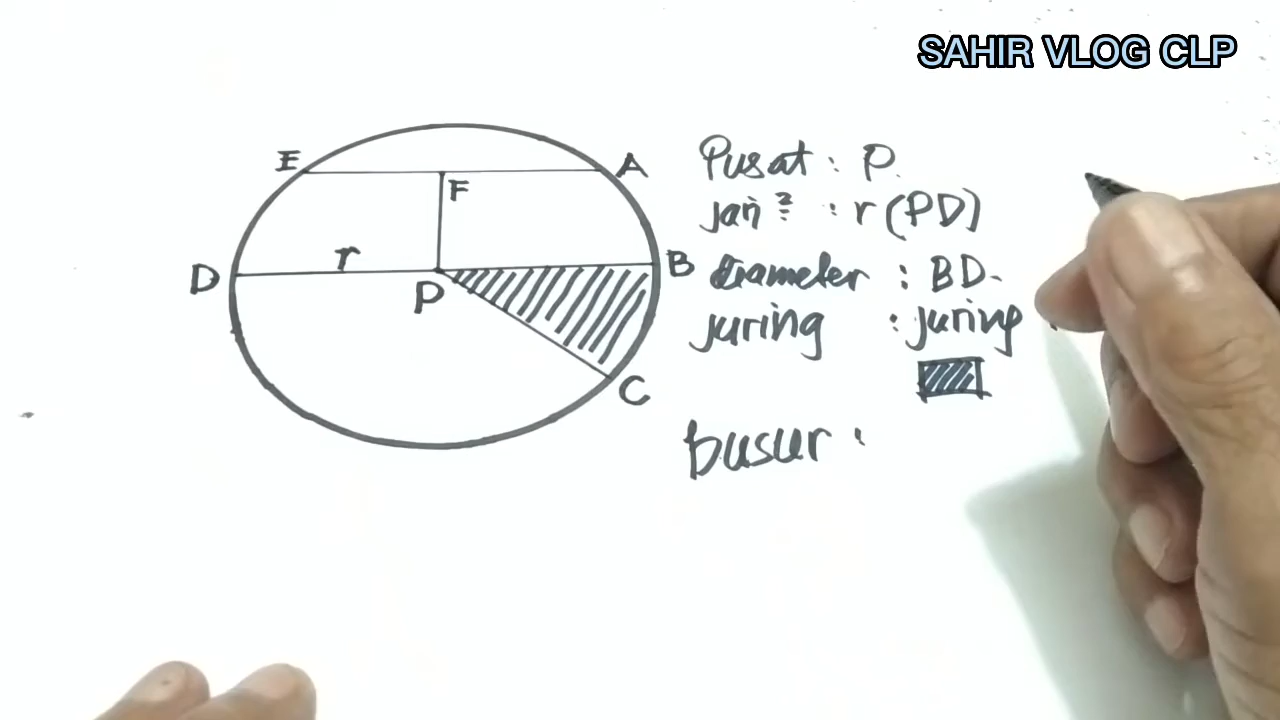 SAHIR VLOG CLP
E
A
F
r
D
P
B
C
Pusat : P.
Jari² : r (PD)
diameter : BD-
Juring : Juring
Busur :